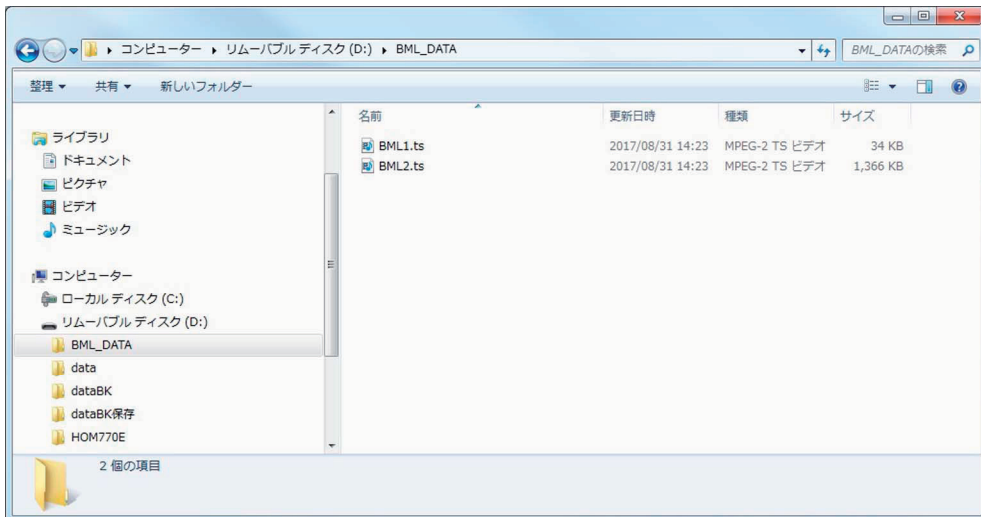 コンピューター ▸ リムーバブル ディスク (D:) ▸ BML_DATA
BML_DATAの検索
整理 ▼ 共有 ▼ 新しいフォルダー
ライブラリ
ドキュメント
ピクチャ
ビデオ
ミュージック
コンピューター
ローカル ディスク (C:)
リムーバブル ディスク (D:)
BML_DATA
data
dataBK
dataBK保存
HOM770E
名前 更新日時 種類 サイズ
BML1.ts 2017/08/31 14:23 MPEG-2 TS ビデオ 34 KB
BML2.ts 2017/08/31 14:23 MPEG-2 TS ビデオ 1,366 KB
2 個の項目